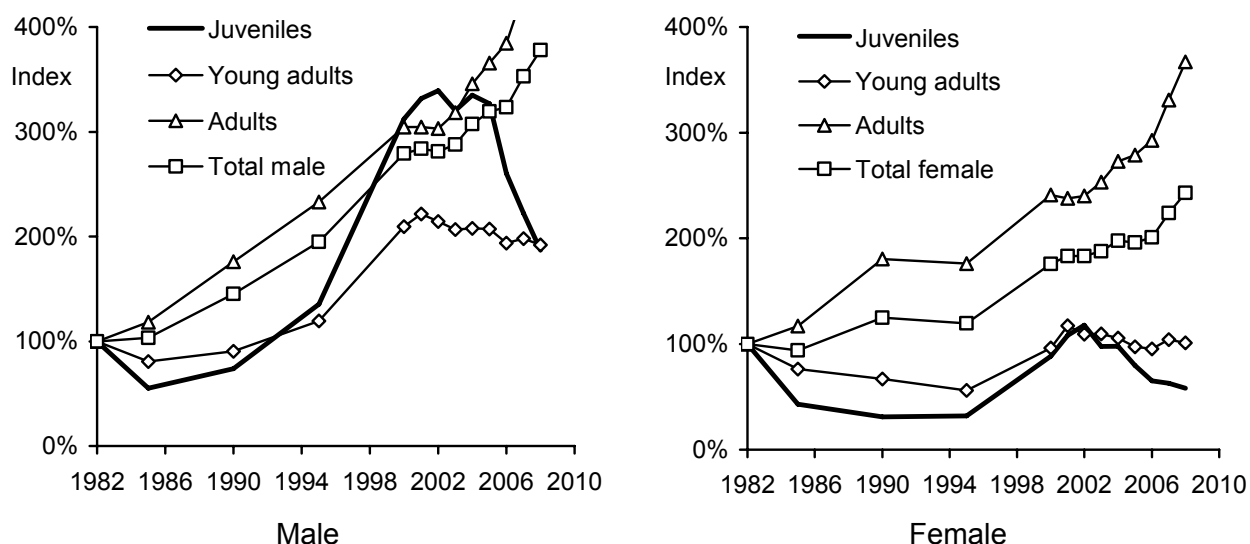 400%
Index
300%
200%
100%
0%
Juveniles
Young adults
Adults
Total male
1982 1986 1990 1994 1998 2002 2006 2010
Male
400%
Index
300%
200%
100%
0%
Juveniles
Young adults
Adults
Total female
1982 1986 1990 1994 1998 2002 2006 2010
Female